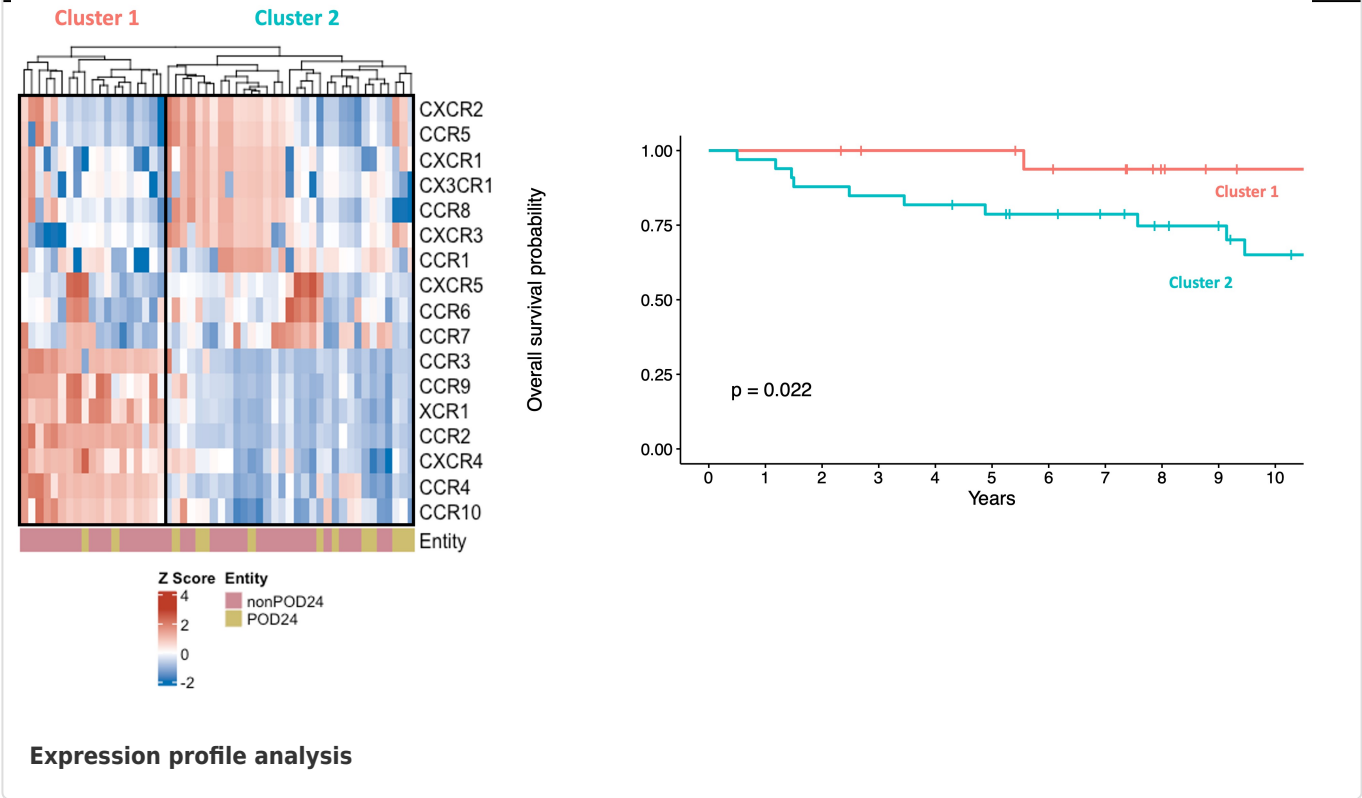 Cluster 1
Cluster 2
CXCR2
CCR5
CXCR1
CX3CR1
CCR8
CXCR3
CCR1
CXCR5
CCR6
CCR7
CCR3
CCR9
XCR1
CCR2
CXCR4
CCR4
CCR10
Entity
Z Score
4
2
0
-2
Entity
nonPOD24
POD24
Overall survival probability
1.00
0.75
0.50
0.25
0.00
Cluster 1
Cluster 2
p = 0.022
0 1 2 3 4 5 6 7 8 9 10
Years
Expression profile analysis